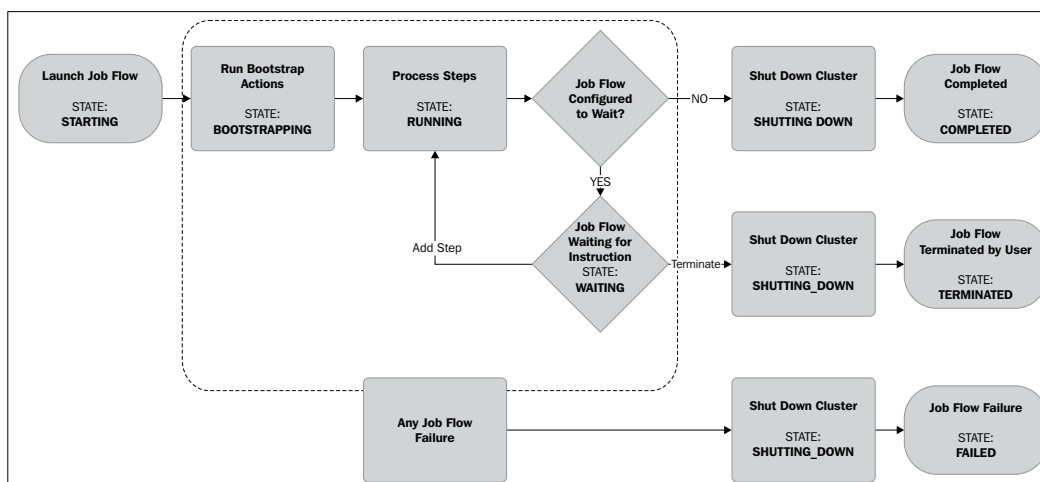 Launch Job Flow
STATE:
STARTING
Run Bootstrap
Actions
STATE:
BOOTSTRAPPING
Process Steps
STATE:
RUNNING
Job Flow
Configured
to Wait?
NO
Shut Down Cluster
STATE:
SHUTTING DOWN
Job Flow
Completed
STATE:
COMPLETED
YES
Add Step
Job Flow
Waiting for
Instruction
STATE:
WAITING
Terminate
Shut Down Cluster
STATE:
SHUTTING_DOWN
Job Flow
Terminated by User
STATE:
TERMINATED
Any Job Flow
Failure
Shut Down Cluster
STATE:
SHUTTING_DOWN
Job Flow Failure
STATE:
FAILED